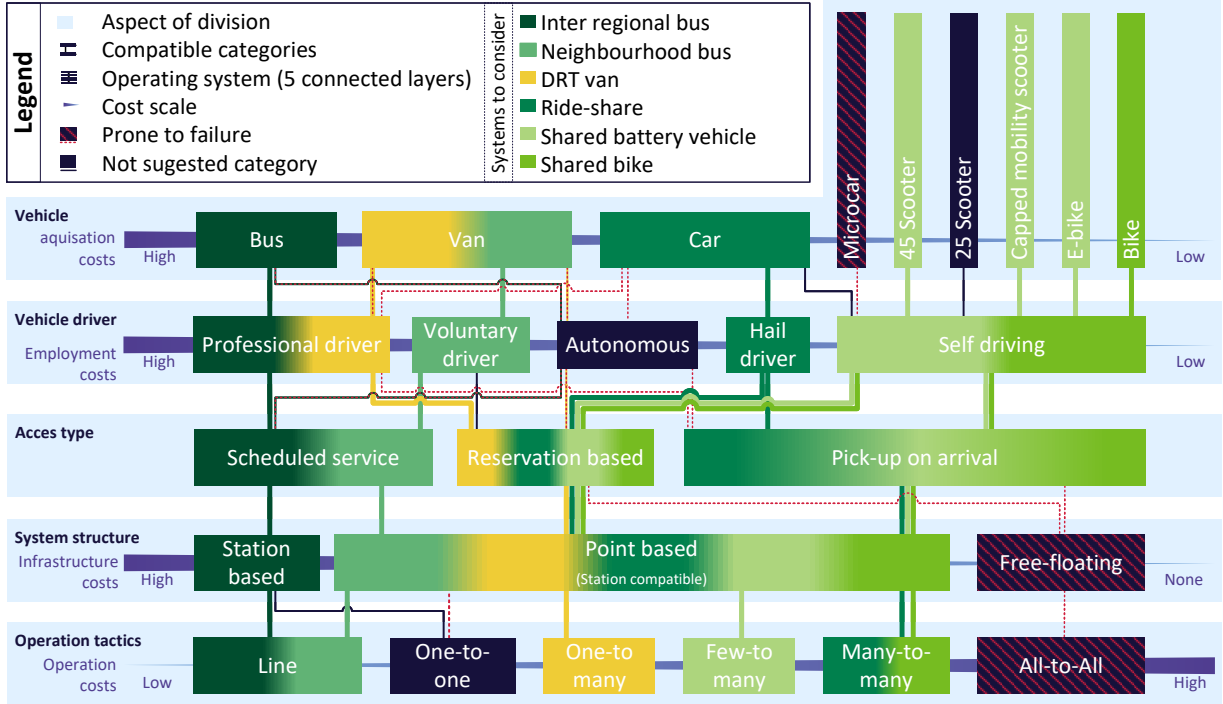 Legend
Aspect of division
Compatible categories
Operating system (5 connected layers)
Cost scale
Prone to failure
Not sugested category
Systems to consider
Inter regional bus
Neighbourhood bus
DRT van
Ride-share
Shared battery vehicle
Shared bike
Microcar
45 Scooter
25 Scooter
Capped mobility scooter
E-bike
Bike
Vehicle
aquisation
costs
High
Bus
Van
Car
Low
Vehicle driver
Employment
costs
High
Professional driver
Voluntary
driver
Autonomous
Hail
driver
Self driving
Low
Acces type
Scheduled service
Reservation based
Pick-up on arrival
System structure
Infrastructure
costs
High
Station
based
Point based
(Station compatible)
Free-floating
None
Operation tactics
Operation
costs
Low
Line
One-to-
one
One-to
many
Few-to
many
Many-to-
many
All-to-All
High